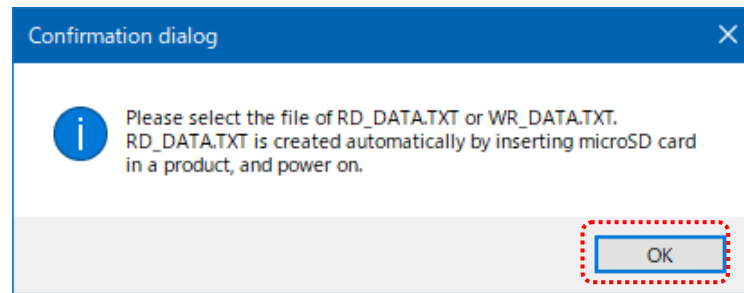 Confirmation dialog
Please select the file of RD_DATA.TXT or WR_DATA.TXT.
RD_DATA.TXT is created automatically by inserting microSD card
in a product, and power on.
OK